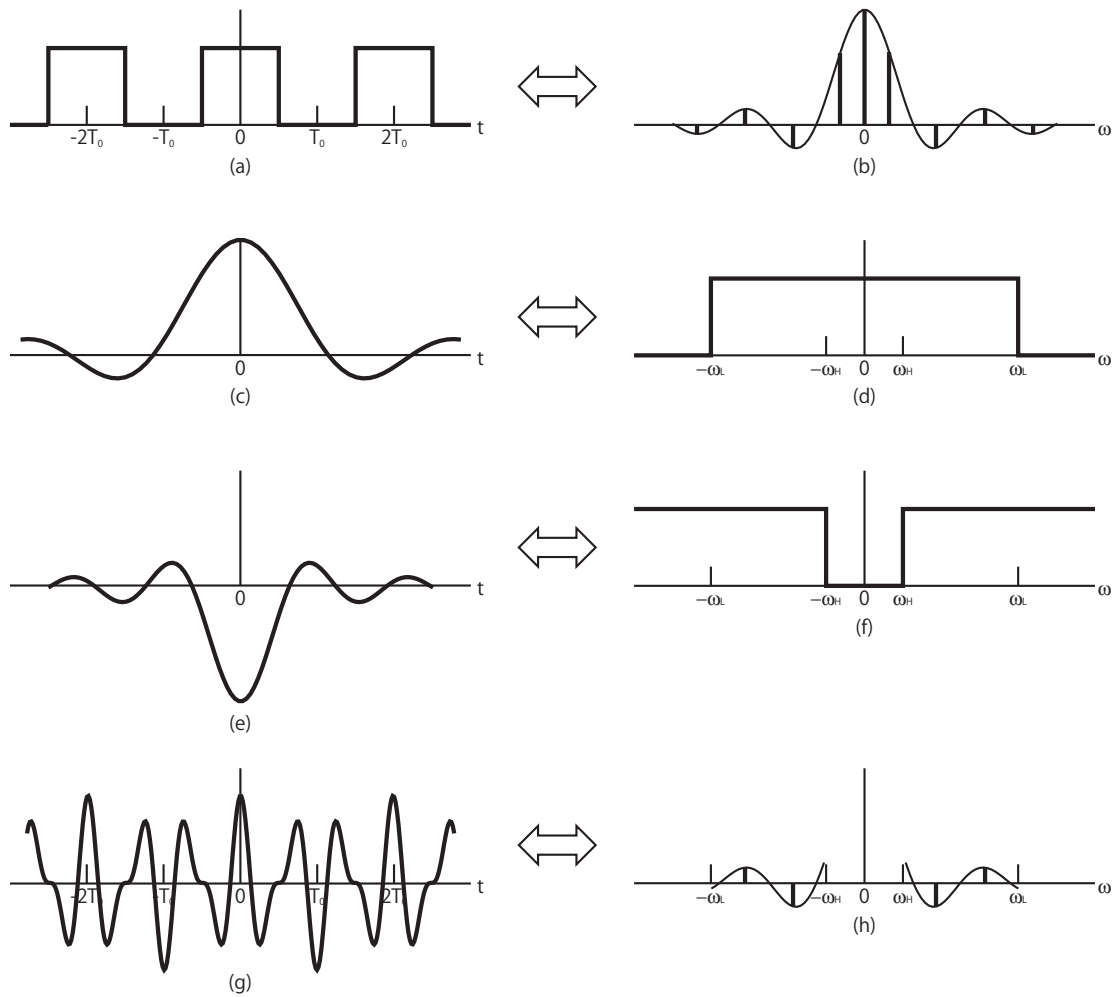 -2T₀ -T₀ 0 T₀ 2T₀ t
(a)
0 ω
(b)
0 t
(c)
−ωL −ωH 0 ωH ωL ω
(d)
0 t
(e)
−ωL −ωH 0 ωH ωL ω
(f)
-2T₀ -T₀ 0 T₀ 2T₀ t
(g)
−ωL −ωH 0 ωH ωL ω
(h)